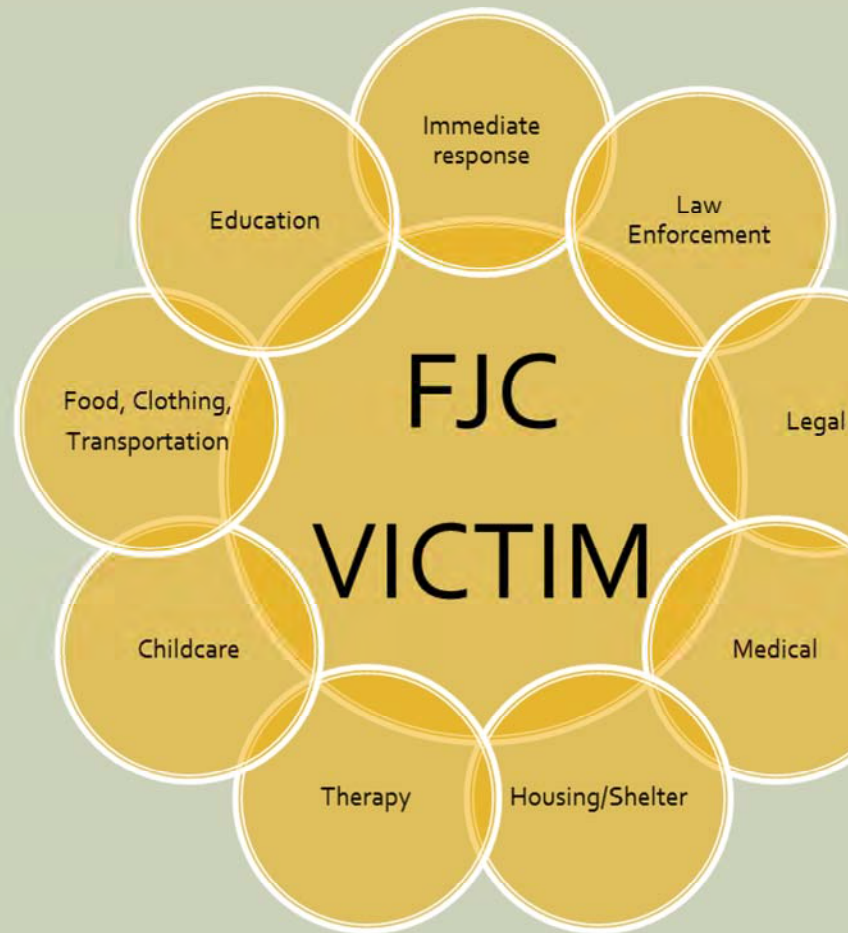 Immediate
response
Law
Enforcement
Legal
Medical
Housing/Shelter
Therapy
Childcare
Food, Clothing,
Transportation
Education
FJC
VICTIM